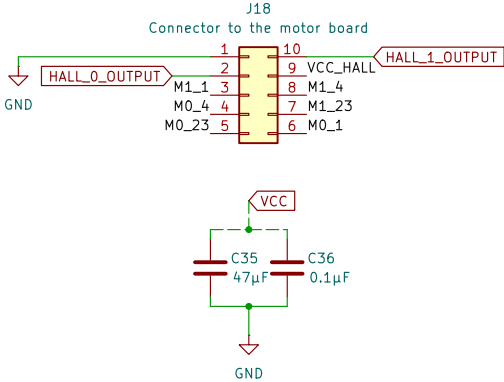 J18
Connector to the motor board
1 10 HALL_1_OUTPUT
HALL_0_OUTPUT 2 9 VCC_HALL
GND M1_1 3 8 M1_4
M0_4 4 7 M1_23
M0_23 5 6 M0_1
VCC
C35 C36
47µF 0.1µF
GND